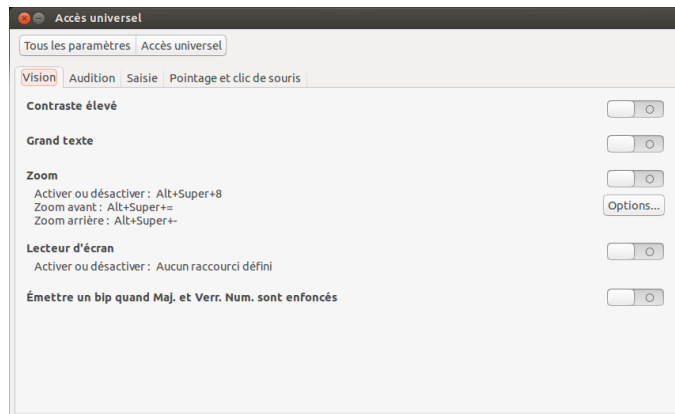 Accès universel
Tous les paramètres Accès universel
Vision Audition Saisie Pointage et clic de souris
Contraste élevé
Grand texte
Zoom
Activer ou désactiver : Alt+Super+8
Zoom avant : Alt+Super+=
Options...
Zoom arrière : Alt+Super+-
Lecteur d'écran
Activer ou désactiver : Aucun raccourci défini
Émettre un bip quand Maj. et Verr. Num. sont enfoncés